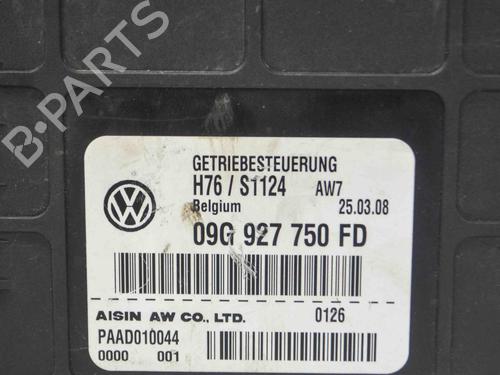 B-PARTS
GETRIEBESTEUERUNG
H76 / S1124 AW7
Belgium 25.03.08
09G 927 750 FD
AISIN AW CO., LTD. 0126
PAAD010044
0000 001